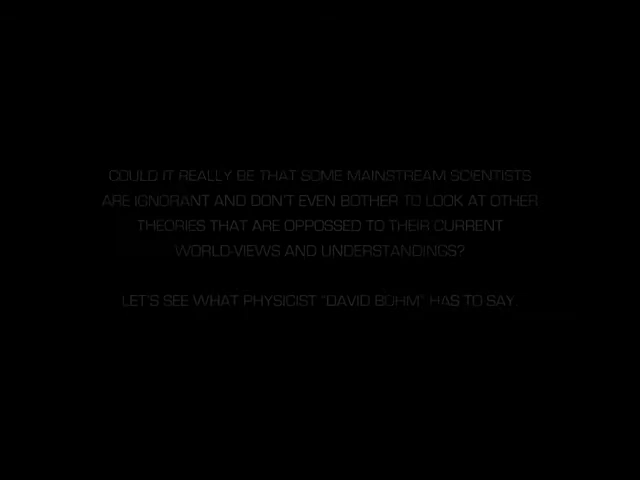 COULD IT REALLY BE THAT SOME MAINSTREAM SCIENTISTS
ARE IGNORANT AND DON'T EVEN BOTHER TO LOOK AT OTHER
THEORIES THAT ARE OPPOSSED TO THEIR CURRENT
WORLD-VIEWS AND UNDERSTANDINGS?
LET'S SEE WHAT PHYSICIST "DAVID BOHM" HAS TO SAY.